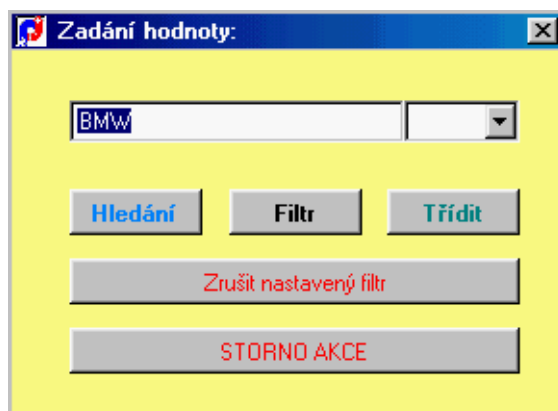 Zadání hodnoty:
BMW
Hledání Filtr Třídit
Zrušit nastavený filtr
STORNO AKCE